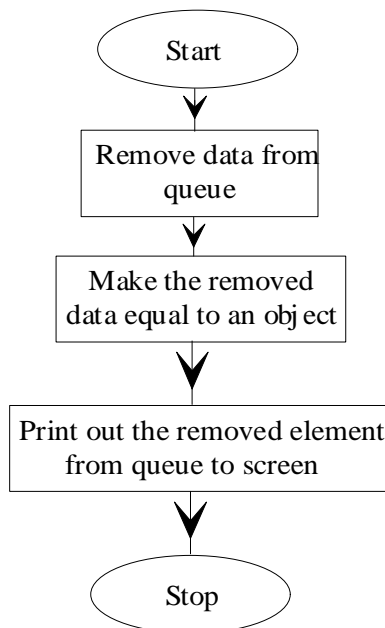 Start
Remove data from
queue
Make the removed
data equal to an object
Print out the removed element
from queue to screen
Stop